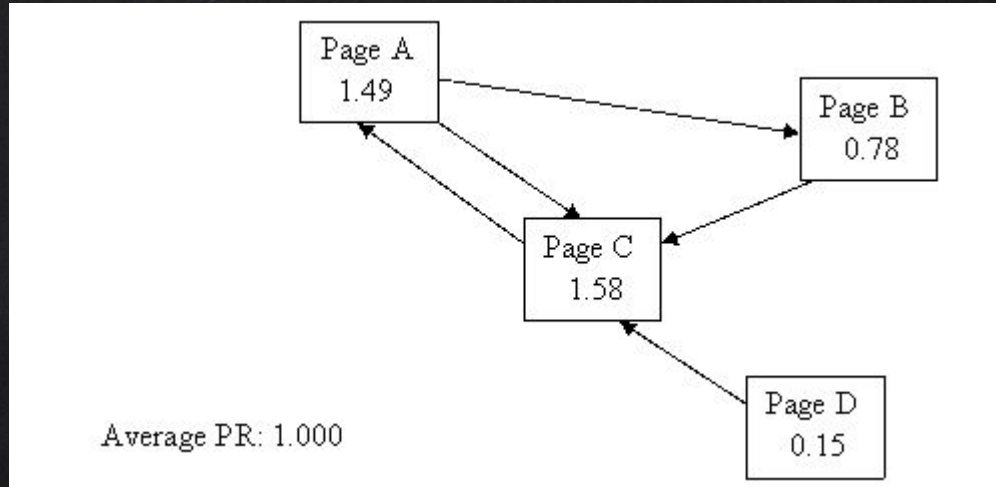 Page A
1.49
Page B
0.78
Page C
1.58
Page D
0.15
Average PR: 1.000